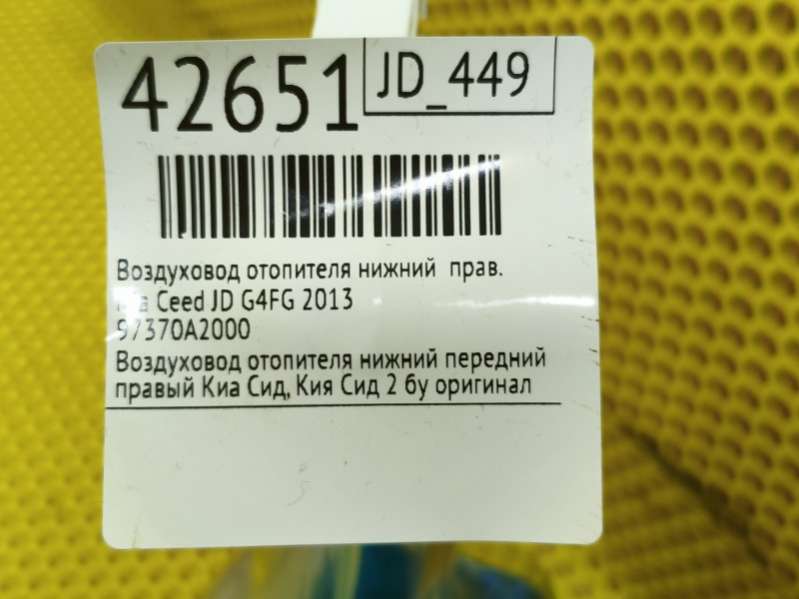 42651
JD_449
Воздуховод отопителя нижний прав.
Ceed JD G4FG 2013
97370A2000
Воздуховод отопителя нижний передний
правый Киа Сид, Кия Сид 2 бу оригинал